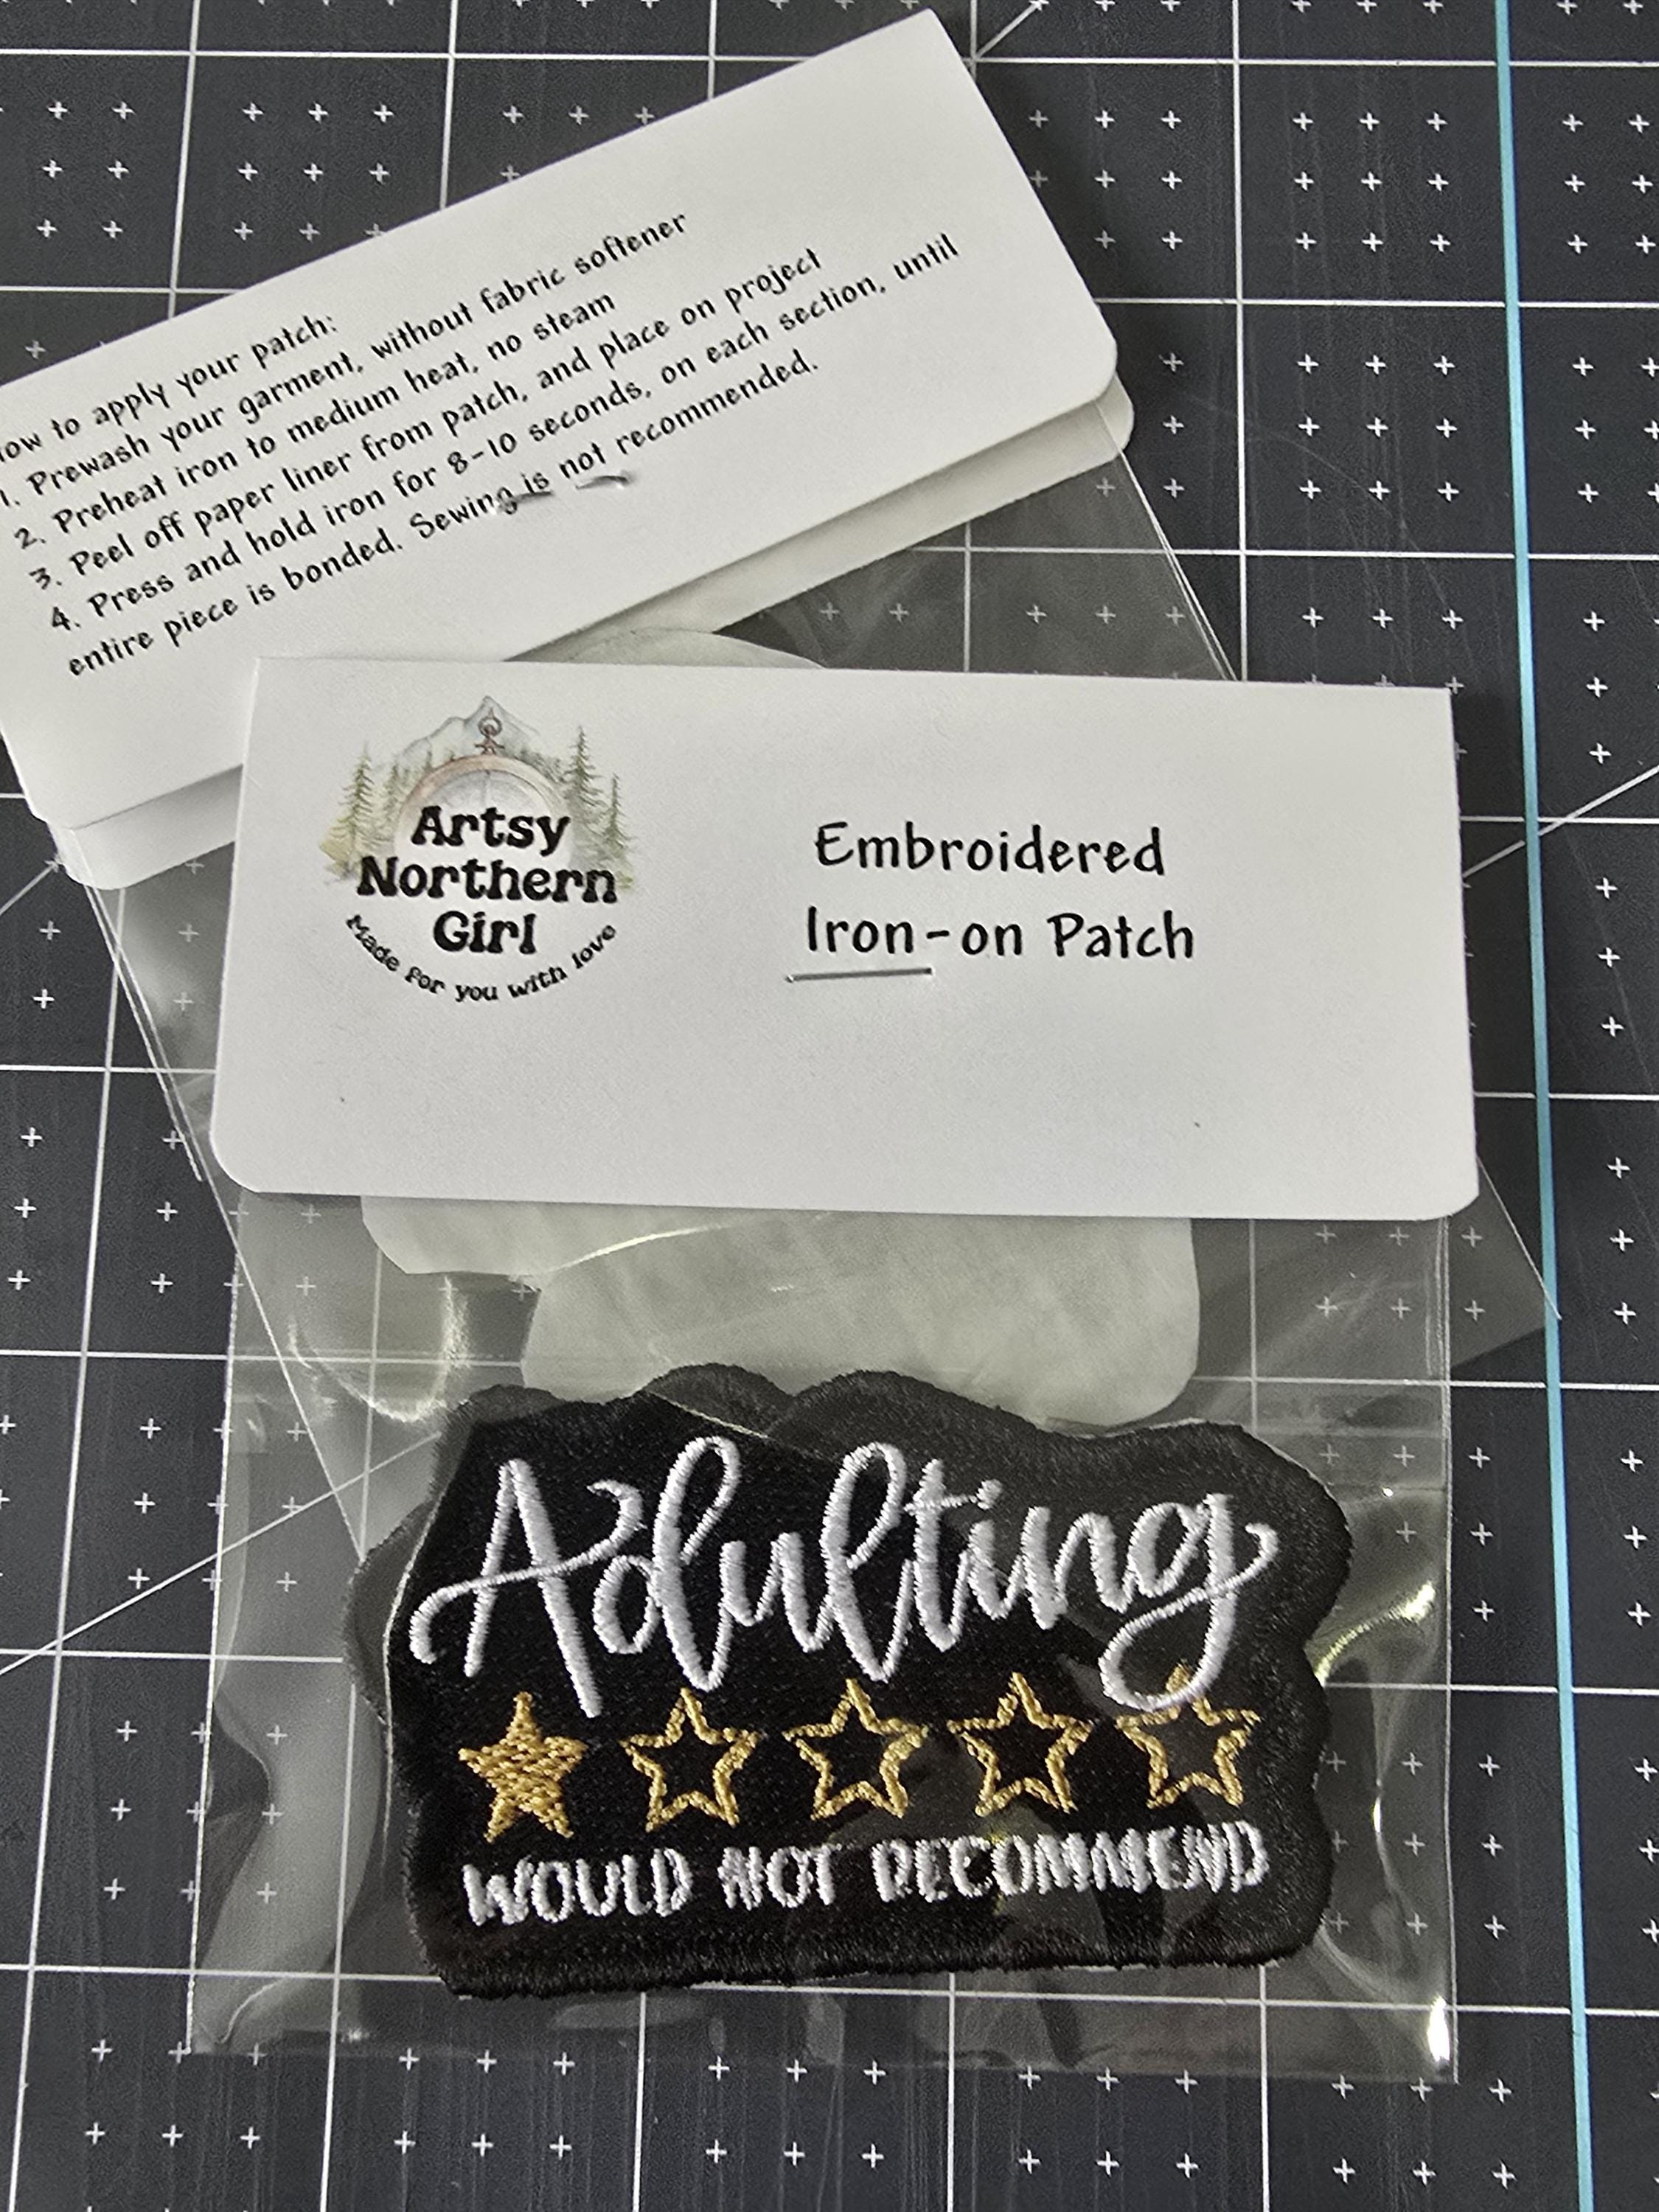 How to apply your patch:
1. Prewash your garment, without fabric softener
2. Preheat iron to medium heat, no steam
3. Peel off paper liner from patch, and place on project
4. Press and hold iron for 8-10 seconds, on each section, until
entire piece is bonded. Sewing is not recommended.
Artsy
Northern
Girl
Made for you with love
Embroidered
Iron-on Patch
Adulting
WOULD NOT RECOMMEND